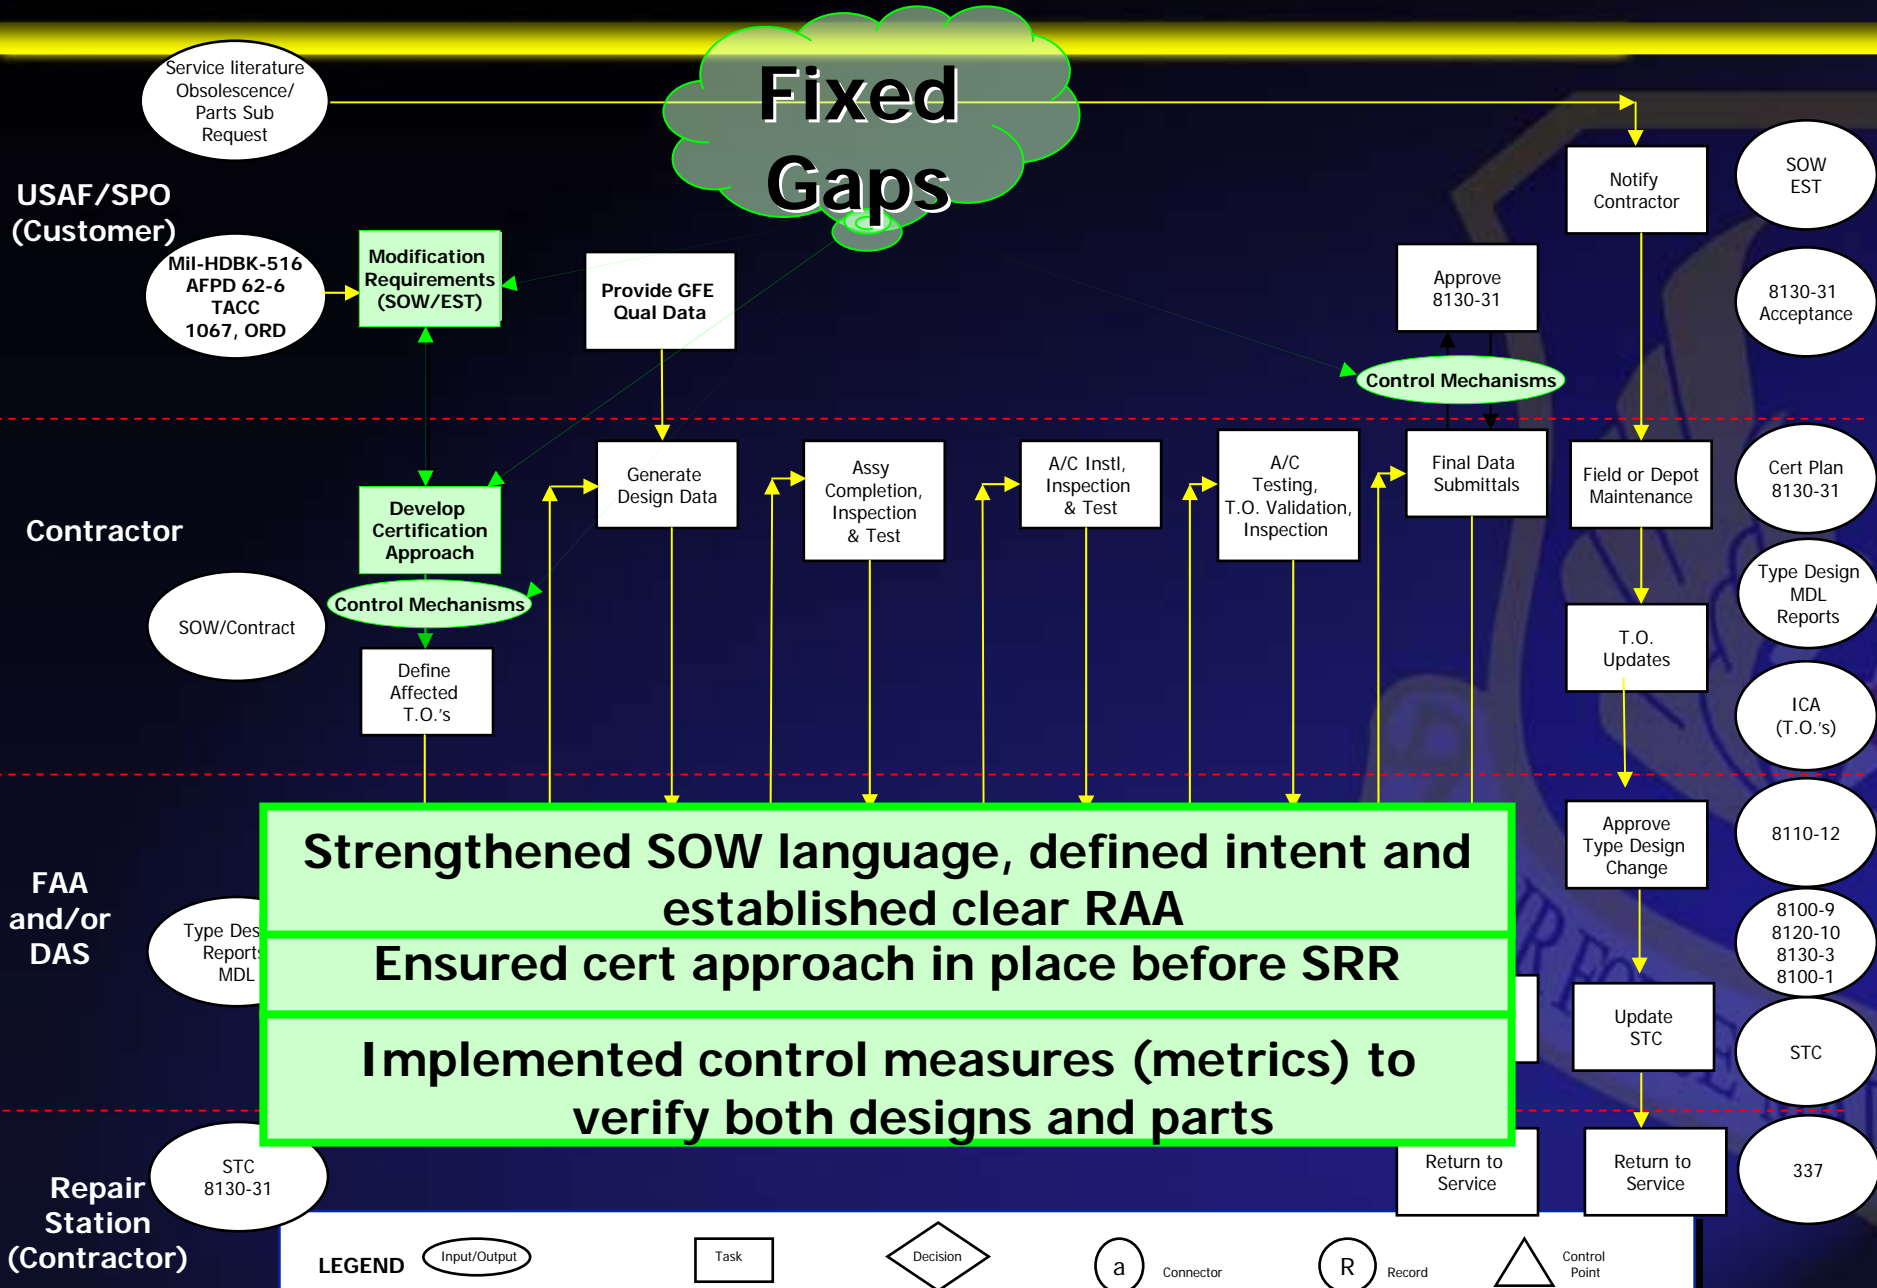 Fixed
Gaps
Service literature
Obsolescence/
Parts Sub
Request
USAF/SPO
(Customer)
Mil-HDBK-516
AFPD 62-6
TACC
1067, ORD
Modification
Requirements
(SOW/EST)
Provide GFE
Qual Data
Approve
8130-31
Control Mechanisms
Notify
Contractor
SOW
EST
8130-31
Acceptance
Contractor
SOW/Contract
Develop
Certification
Approach
Control Mechanisms
Define
Affected
T.O.'s
Generate
Design Data
Assy
Completion,
Inspection
& Test
A/C Instl,
Inspection
& Test
A/C
Testing,
T.O. Validation,
Inspection
Final Data
Submittals
Field or Depot
Maintenance
T.O.
Updates
Cert Plan
8130-31
Type Design
MDL
Reports
ICA
(T.O.'s)
FAA
and/or
DAS
Type Des
Reports
MDL
Strengthened SOW language, defined intent and
established clear RAA
Ensured cert approach in place before SRR
Implemented control measures (metrics) to
verify both designs and parts
Approve
Type Design
Change
Update
STC
8110-12
8100-9
8120-10
8130-3
8100-1
STC
Repair
Station
(Contractor)
STC
8130-31
Return to
Service
Return to
Service
337
LEGEND
Input/Output
Task
Decision
a
Connector
R
Record
Control
Point